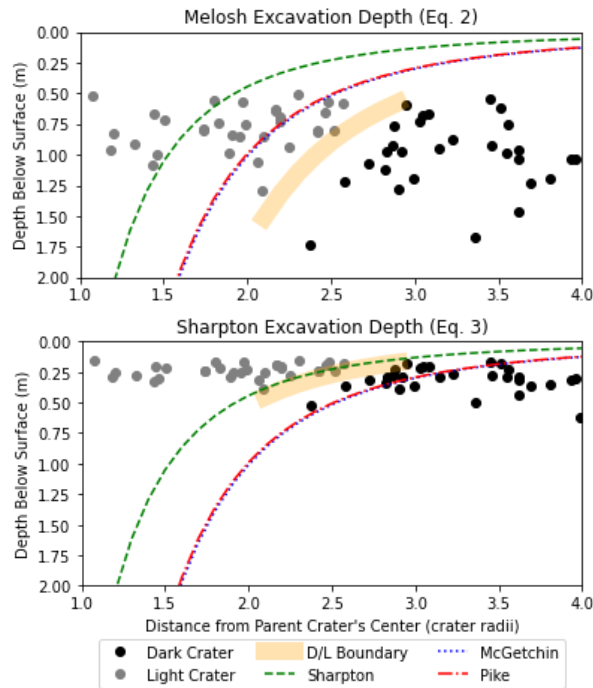 Melosh Excavation Depth (Eq. 2)
Depth Below Surface (m)
0.00
0.25
0.50
0.75
1.00
1.25
1.50
1.75
2.00
1.0 1.5 2.0 2.5 3.0 3.5 4.0
Sharpton Excavation Depth (Eq. 3)
Depth Below Surface (m)
0.00
0.25
0.50
0.75
1.00
1.25
1.50
1.75
2.00
1.0 1.5 2.0 2.5 3.0 3.5 4.0
Distance from Parent Crater's Center (crater radii)
Dark Crater D/L Boundary McGetchin
Light Crater Sharpton Pike